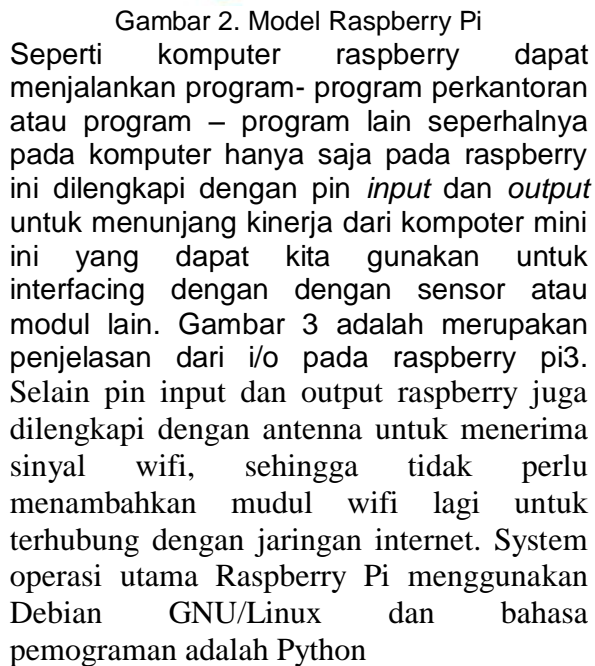 Gambar 2. Model Raspberry Pi
Seperti komputer raspberry dapat
menjalankan program- program perkantoran
atau program – program lain seperhalnya
pada komputer hanya saja pada raspberry
ini dilengkapi dengan pin input dan output
untuk menunjang kinerja dari kompoter mini
ini yang dapat kita gunakan untuk
interfacing dengan dengan sensor atau
modul lain. Gambar 3 adalah merupakan
penjelasan dari i/o pada raspberry pi3.
Selain pin input dan output raspberry juga
dilengkapi dengan antenna untuk menerima
sinyal wifi, sehingga tidak perlu
menambahkan mudul wifi lagi untuk
terhubung dengan jaringan internet. System
operasi utama Raspberry Pi menggunakan
Debian GNU/Linux dan bahasa
pemograman adalah Python